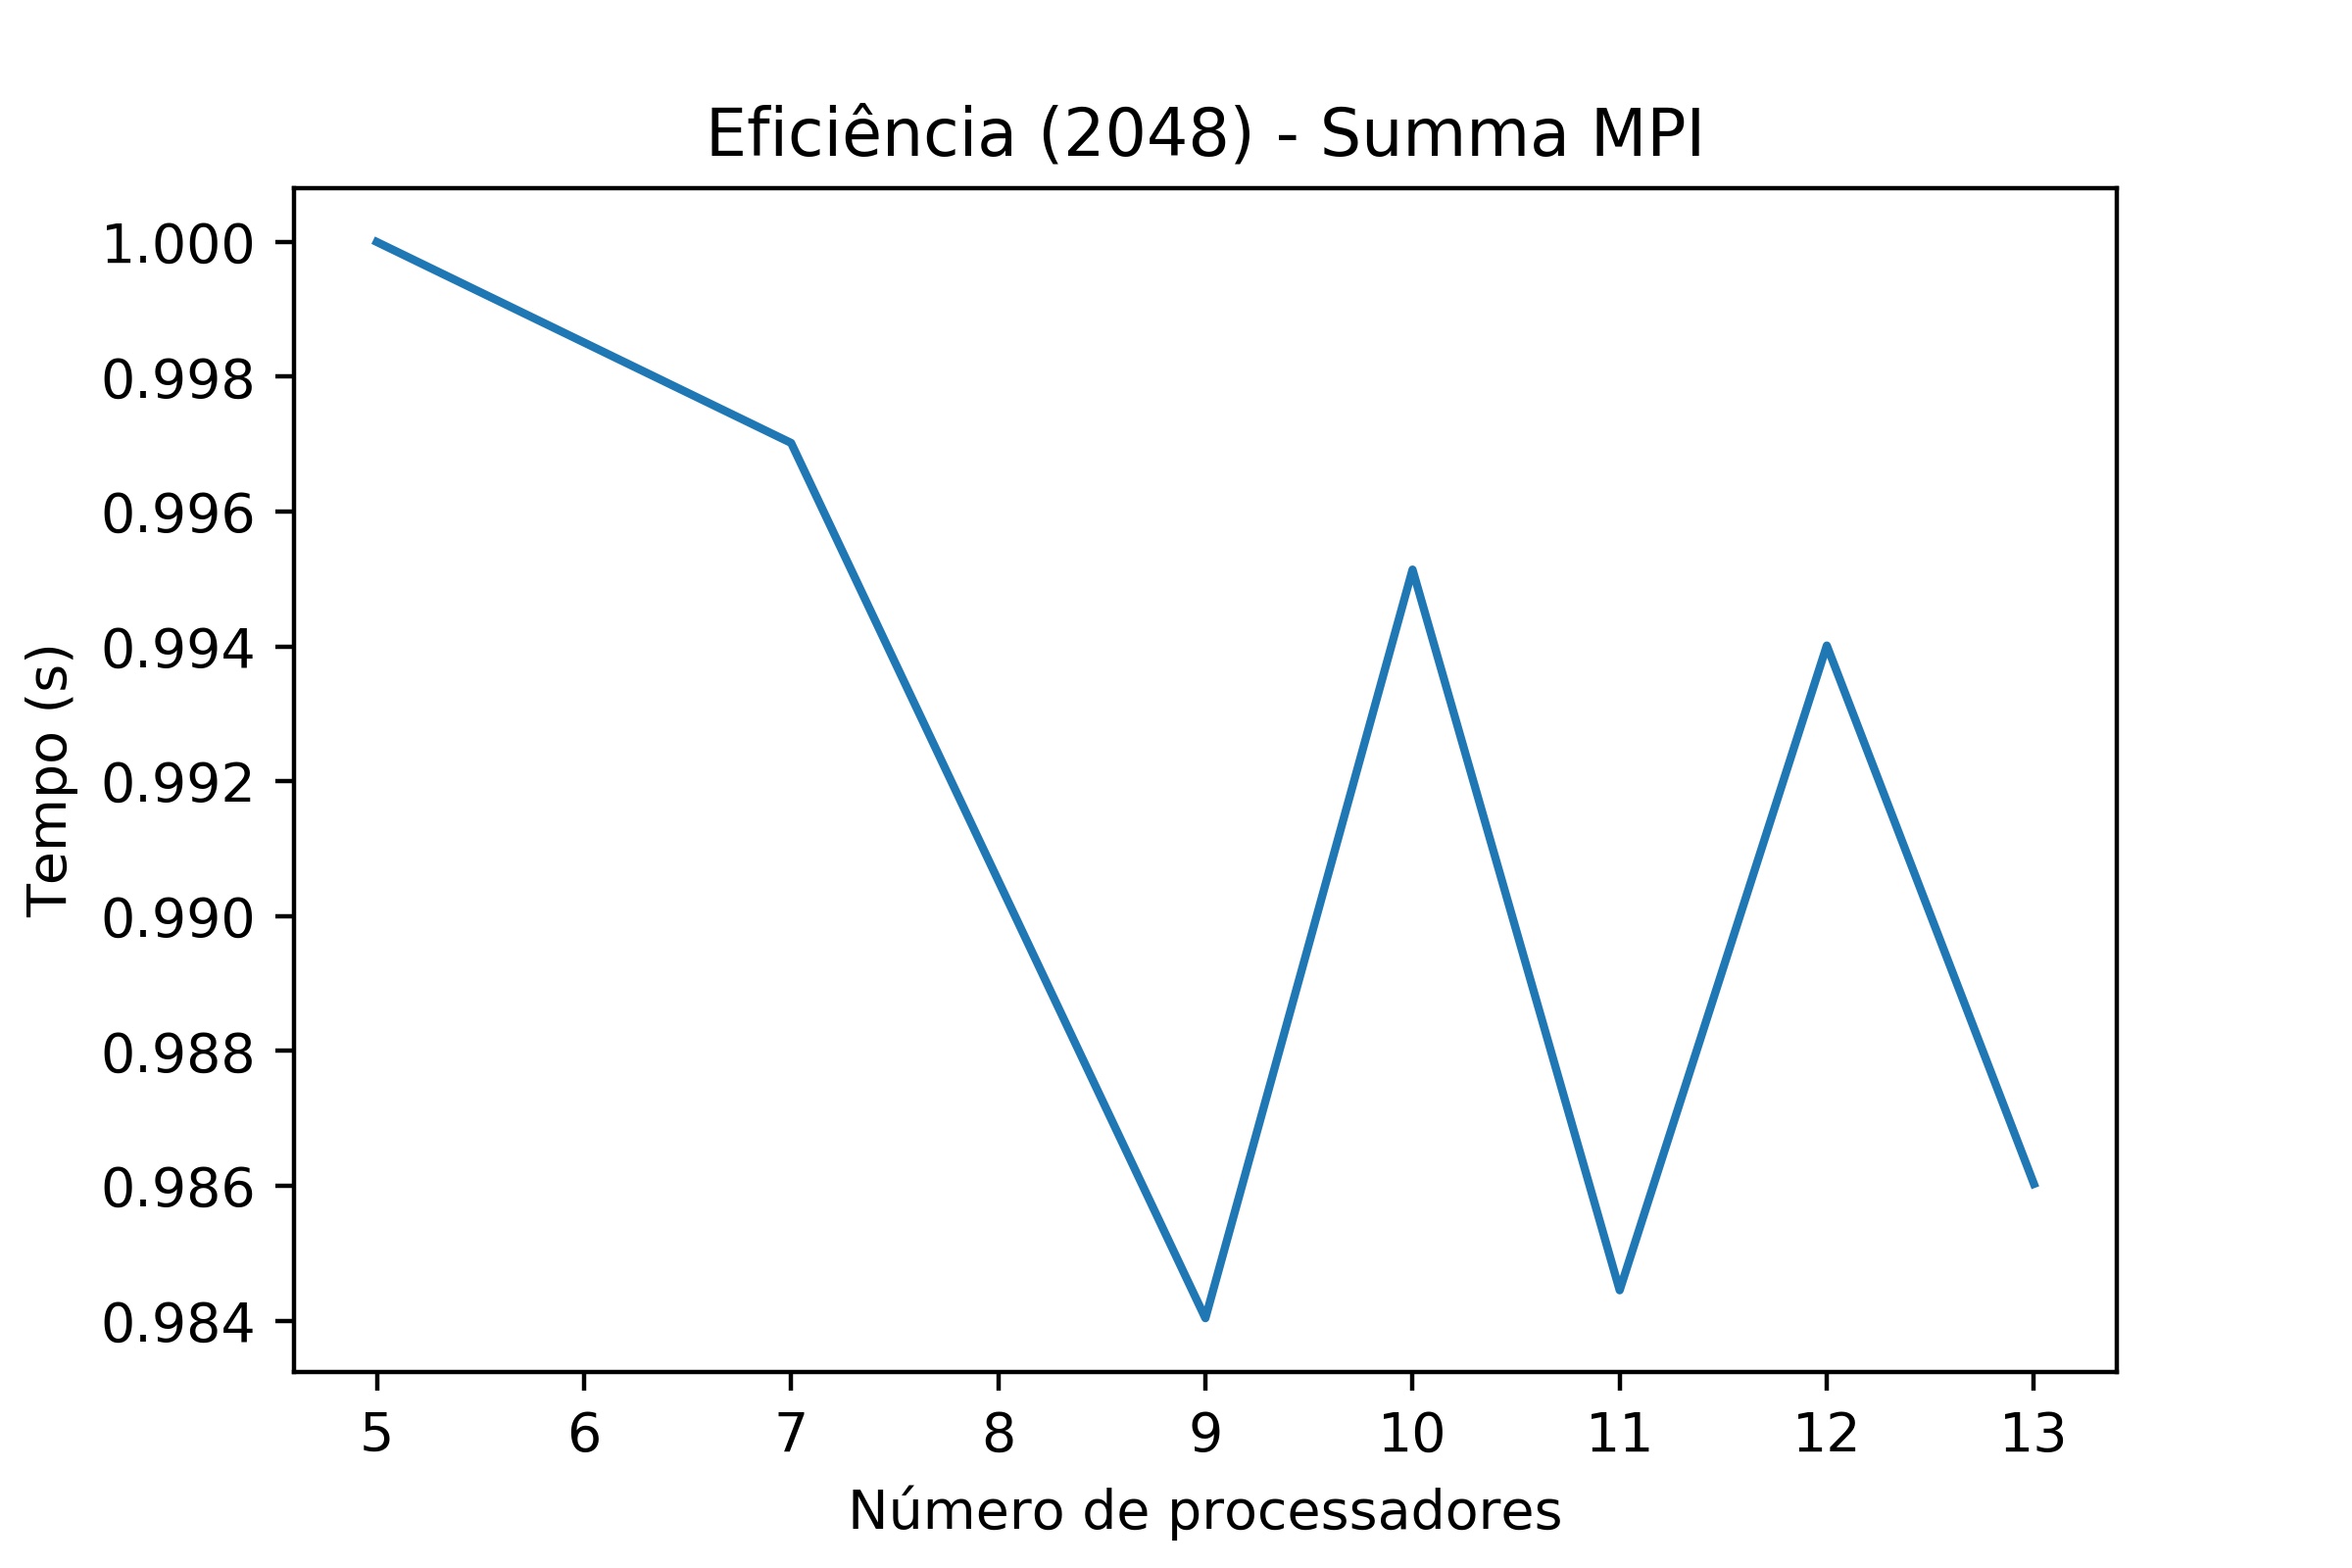 Eficiência (2048) - Summa MPI
Tempo (s)
1.000
0.998
0.996
0.994
0.992
0.990
0.988
0.986
0.984
5 6 7 8 9 10 11 12 13
Número de processadores